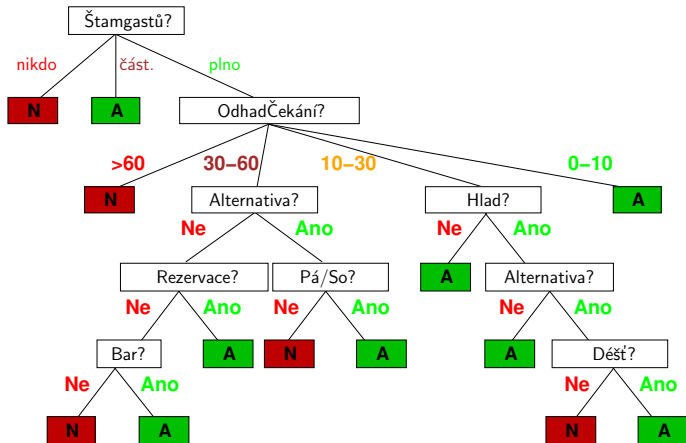 Štamgastů?
nikdo část. plno
N A OdhadČekání?
>60 30–60 10–30 0–10
N Alternativa? Hlad? A
Ne Ano Ne Ano
Rezervace? Pá/So? A Alternativa?
Ne Ano Ne Ano Ne Ano
Bar? A N A A Déšť?
Ne Ano Ne Ano
N A N A